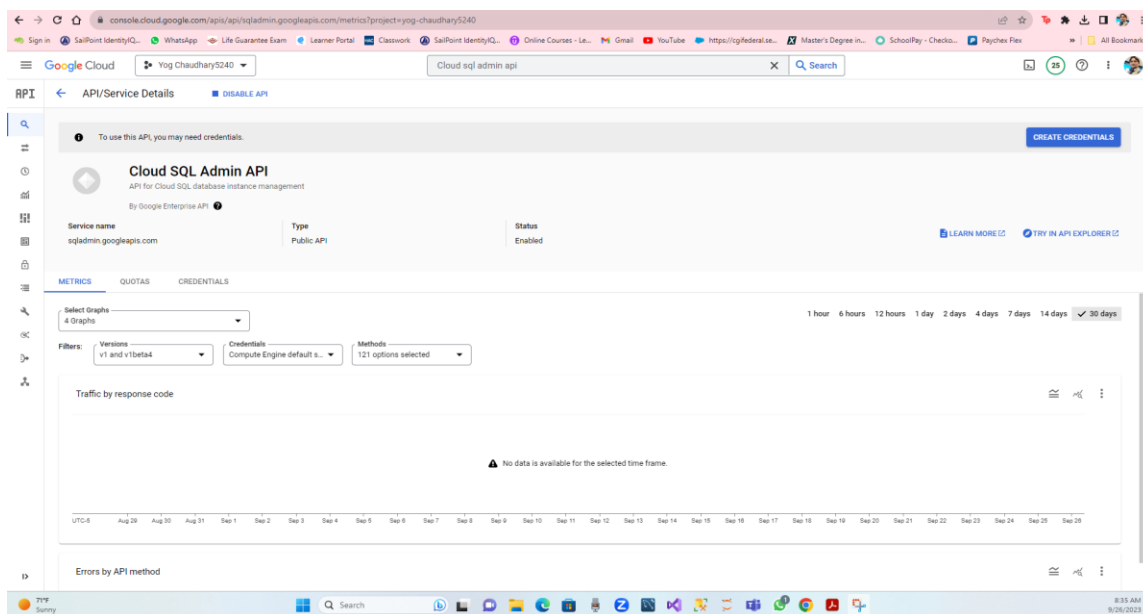 console.cloud.google.com/apis/api/sqladmin.googleapis.com/metrics?project=yog-chaudhary5240
Sign in SailPoint IdentityIQ... WhatsApp Life Guarantee Exam Learner Portal Classwork SailPoint IdentityIQ... Online Courses - Le... Gmail YouTube https://cgifederal.se... Master's Degree in... SchoolPay - Checko... Paychex Flex » All Bookmark
Google Cloud Yog Chaudhary5240 Cloud sql admin api Search 25
API API/Service Details DISABLE API
To use this API, you may need credentials. CREATE CREDENTIALS
Cloud SQL Admin API
API for Cloud SQL database instance management
By Google Enterprise API
Service name Type Status
sqladmin.googleapis.com Public API Enabled
LEARN MORE TRY IN API EXPLORER
METRICS QUOTAS CREDENTIALS
Select Graphs
4 Graphs
1 hour 6 hours 12 hours 1 day 2 days 4 days 7 days 14 days 30 days
Filters: Versions Credentials Methods
v1 and v1beta4 Compute Engine default s... 121 options selected
Traffic by response code
No data is available for the selected time frame.
UTC-5 Aug 29 Aug 30 Aug 31 Sep 1 Sep 2 Sep 3 Sep 4 Sep 5 Sep 6 Sep 7 Sep 8 Sep 9 Sep 10 Sep 11 Sep 12 Sep 13 Sep 14 Sep 15 Sep 16 Sep 17 Sep 18 Sep 19 Sep 20 Sep 21 Sep 22 Sep 23 Sep 24 Sep 25 Sep 26
Errors by API method
71°F
Sunny
Search
8:35 AM
9/26/2023